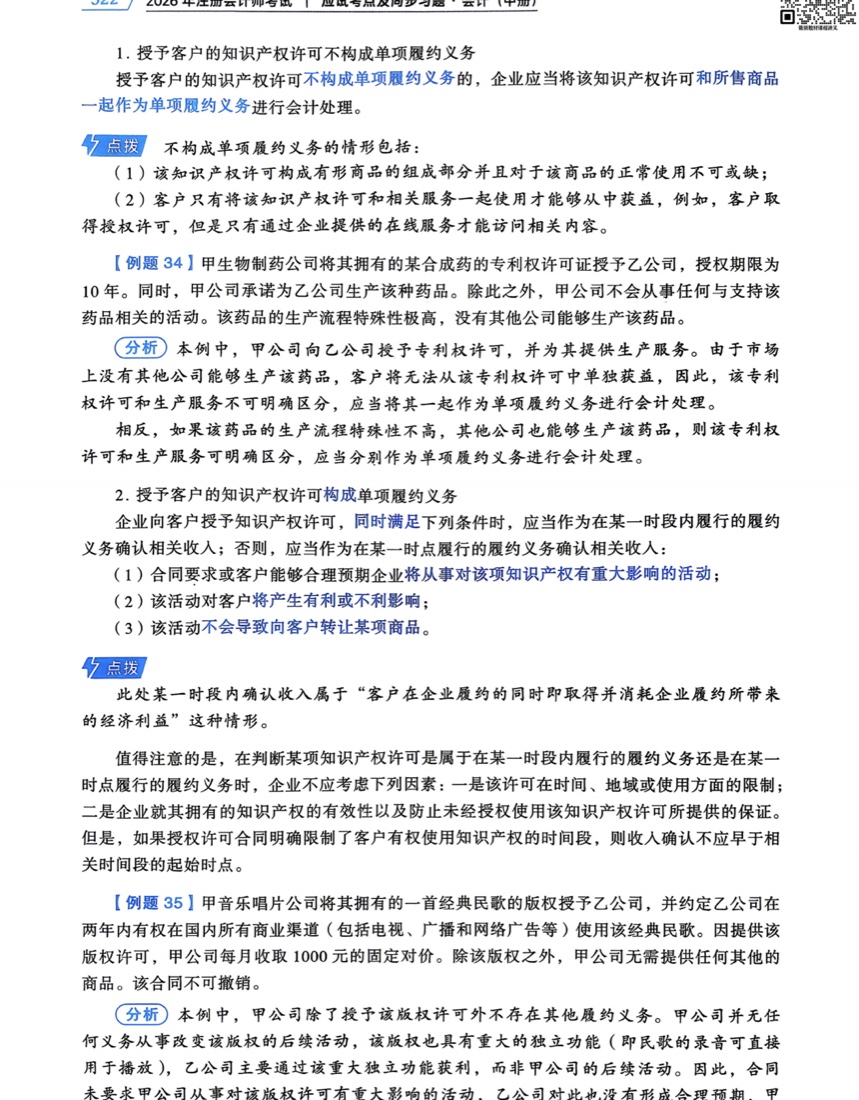 322 2026年注册会计师考试 | 应试考点及同步习题·会计(中册)
1. 授予客户的知识产权许可不构成单项履约义务
授予客户的知识产权许可不构成单项履约义务的,企业应当将该知识产权许可和所售商品
一起作为单项履约义务进行会计处理。
点拨 不构成单项履约义务的情形包括:
(1)该知识产权许可构成有形商品的组成部分并且对于该商品的正常使用不可或缺;
(2)客户只有将该知识产权许可和相关服务一起使用才能够从中获益,例如,客户取
得授权许可,但是只有通过企业提供的在线服务才能访问相关内容。
【例题 34】甲生物制药公司将其拥有的某合成药的专利权许可证授予乙公司,授权期限为
10年。同时,甲公司承诺为乙公司生产该种药品。除此之外,甲公司不会从事任何与支持该
药品相关的活动。该药品的生产流程特殊性极高,没有其他公司能够生产该药品。
分析 本例中,甲公司向乙公司授予专利权许可,并为其提供生产服务。由于市场
上没有其他公司能够生产该药品,客户将无法从该专利权许可中单独获益,因此,该专利
权许可和生产服务不可明确区分,应当将其一起作为单项履约义务进行会计处理。
相反,如果该药品的生产流程特殊性不高,其他公司也能够生产该药品,则该专利权
许可和生产服务可明确区分,应当分别作为单项履约义务进行会计处理。
2. 授予客户的知识产权许可构成单项履约义务
企业向客户授予知识产权许可,同时满足下列条件时,应当作为在某一时段内履行的履约
义务确认相关收入;否则,应当作为在某一时点履行的履约义务确认相关收入:
(1)合同要求或客户能够合理预期企业将从事对该项知识产权有重大影响的活动;
(2)该活动对客户将产生有利或不利影响;
(3)该活动不会导致向客户转让某项商品。
点拨
此处某一时段内确认收入属于“客户在企业履约的同时即取得并消耗企业履约所带来
的经济利益”这种情形。
值得注意的是,在判断某项知识产权许可是属于在某一时段内履行的履约义务还是在某一
时点履行的履约义务时,企业不应考虑下列因素:一是该许可在时间、地域或使用方面的限制;
二是企业就其拥有的知识产权的有效性以及防止未经授权使用该知识产权许可所提供的保证。
但是,如果授权许可合同明确限制了客户有权使用知识产权的时间段,则收入确认不应早于相
关时间段的起始时点。
【例题 35】甲音乐唱片公司将其拥有的一首经典民歌的版权授予乙公司,并约定乙公司在
两年内有权在国内所有商业渠道(包括电视、广播和网络广告等)使用该经典民歌。因提供该
版权许可,甲公司每月收取1000元的固定对价。除该版权之外,甲公司无需提供任何其他的
商品。该合同不可撤销。
分析 本例中,甲公司除了授予该版权许可外不存在其他履约义务。甲公司并无任
何义务从事改变该版权的后续活动,该版权也具有重大的独立功能(即民歌的录音可直接
用于播放),乙公司主要通过该重大独立功能获利,而非甲公司的后续活动。因此,合同
未要求甲公司从事对该版权许可有重大影响的活动,乙公司对此也没有形成合理预期,甲